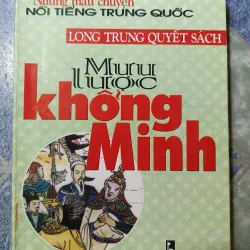 Những mẩu chuyện
NỔI TIẾNG TRUNG QUỐC
LONG TRUNG QUYẾT SÁCH
Mưu
lược
không
Minh